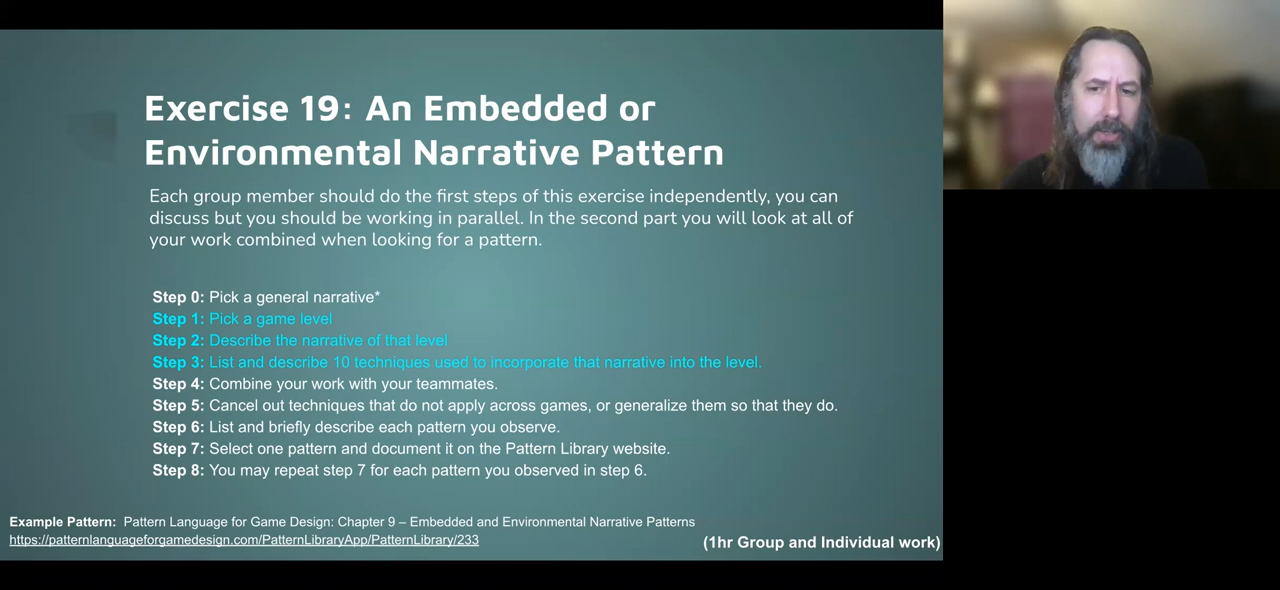 Exercise 19: An Embedded or
Environmental Narrative Pattern
Each group member should do the first steps of this exercise independently, you can
discuss but you should be working in parallel. In the second part you will look at all of
your work combined when looking for a pattern.
Step 0: Pick a general narrative*
Step 1: Pick a game level
Step 2: Describe the narrative of that level
Step 3: List and describe 10 techniques used to incorporate that narrative into the level.
Step 4: Combine your work with your teammates.
Step 5: Cancel out techniques that do not apply across games, or generalize them so that they do.
Step 6: List and briefly describe each pattern you observe.
Step 7: Select one pattern and document it on the Pattern Library website.
Step 8: You may repeat step 7 for each pattern you observed in step 6.
Example Pattern: Pattern Language for Game Design: Chapter 9 – Embedded and Environmental Narrative Patterns
https://patternlanguageforgamedesign.com/PatternLibraryApp/PatternLibrary/233
(1hr Group and Individual work)